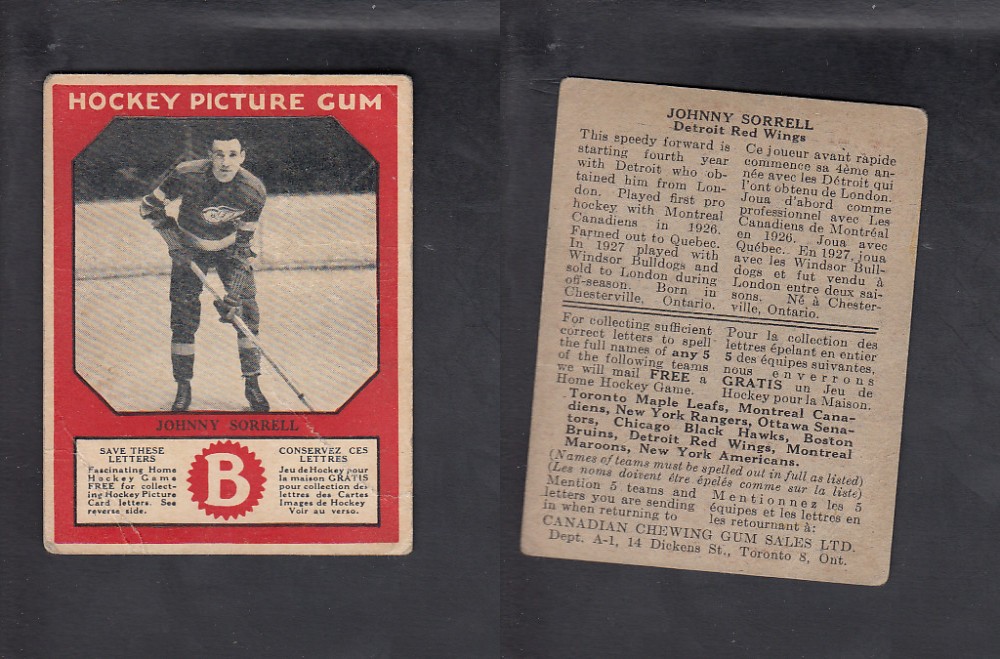 HOCKEY PICTURE GUM
JOHNNY SORRELL
SAVE THESE
LETTERS
Fascinating Home
Hockey Game
FREE for collect-
ing Hockey Picture
Card letters. See
reverse side.
B
CONSERVEZ CES
LETTRES
Jeu de Hockey pour
la maison GRATIS
pour collection des
lettres des Cartes
Images de Hockey
Voir au verso.
JOHNNY SORRELL
Detroit Red Wings
This speedy forward is
starting fourth year
with Detroit who ob-
tained him from Lon-
don. Played first pro
hockey with Montreal
Canadiens in 1926.
Farmed out to Quebec.
In 1927 played with
Windsor Bulldogs and
sold to London during
off-season. Born in
Chesterville, Ontario.
Ce joueur avant rapide
commence sa 4ème an-
née avec les Détroit qui
l'ont obtenu de London.
Joua d'abord comme
professionnel avec Les
Canadiens de Montréal
en 1926. Joua avec
Québec. En 1927, joua
avec les Windsor Bull-
dogs et fut vendu à
London entre deux sai-
sons. Né à Chester-
ville, Ontario.
For collecting sufficient
correct letters to spell
the full names of any 5
of the following teams
we will mail FREE a
Home Hockey Game.
Pour la collection des
lettres épelant en entier
5 des équipes suivantes,
nous enverrons
GRATIS un Jeu de
Hockey pour la Maison.
Toronto Maple Leafs, Montreal Cana-
diens, New York Rangers, Ottawa Sena-
tors, Chicago Black Hawks, Boston
Bruins, Detroit Red Wings, Montreal
Maroons, New York Americans.
(Names of teams must be spelled out in full as listed)
(Les noms doivent être épelés comme sur la liste)
Mention 5 teams and
letters you are sending
in when returning to
Mentionnez les 5
équipes et les lettres en
les retournant à:
CANADIAN CHEWING GUM SALES LTD.
Dept. A-1, 14 Dickens St., Toronto 8, Ont.